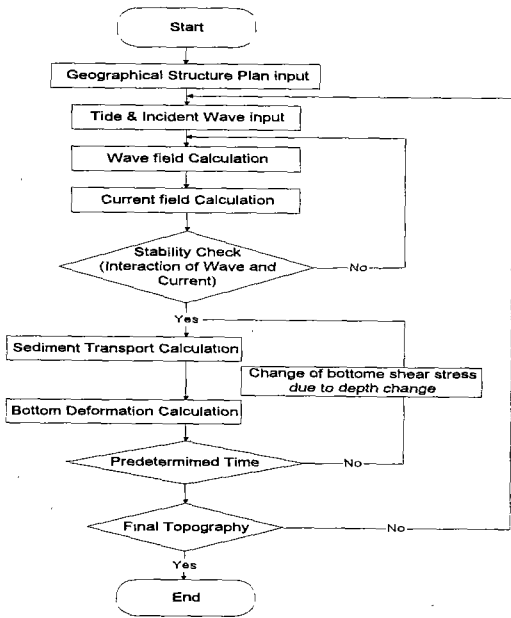 Start
Geographical Structure Plan input
Tide & Incident Wave input
Wave field Calculation
Current field Calculation
Stability Check
(Interaction of Wave and
Current)
No
Yes
Sediment Transport Calculation
Change of bottome shear stress
due to depth change
Bottom Deformation Calculation
Predetermimed Time
No
Final Topography
No
Yes
End